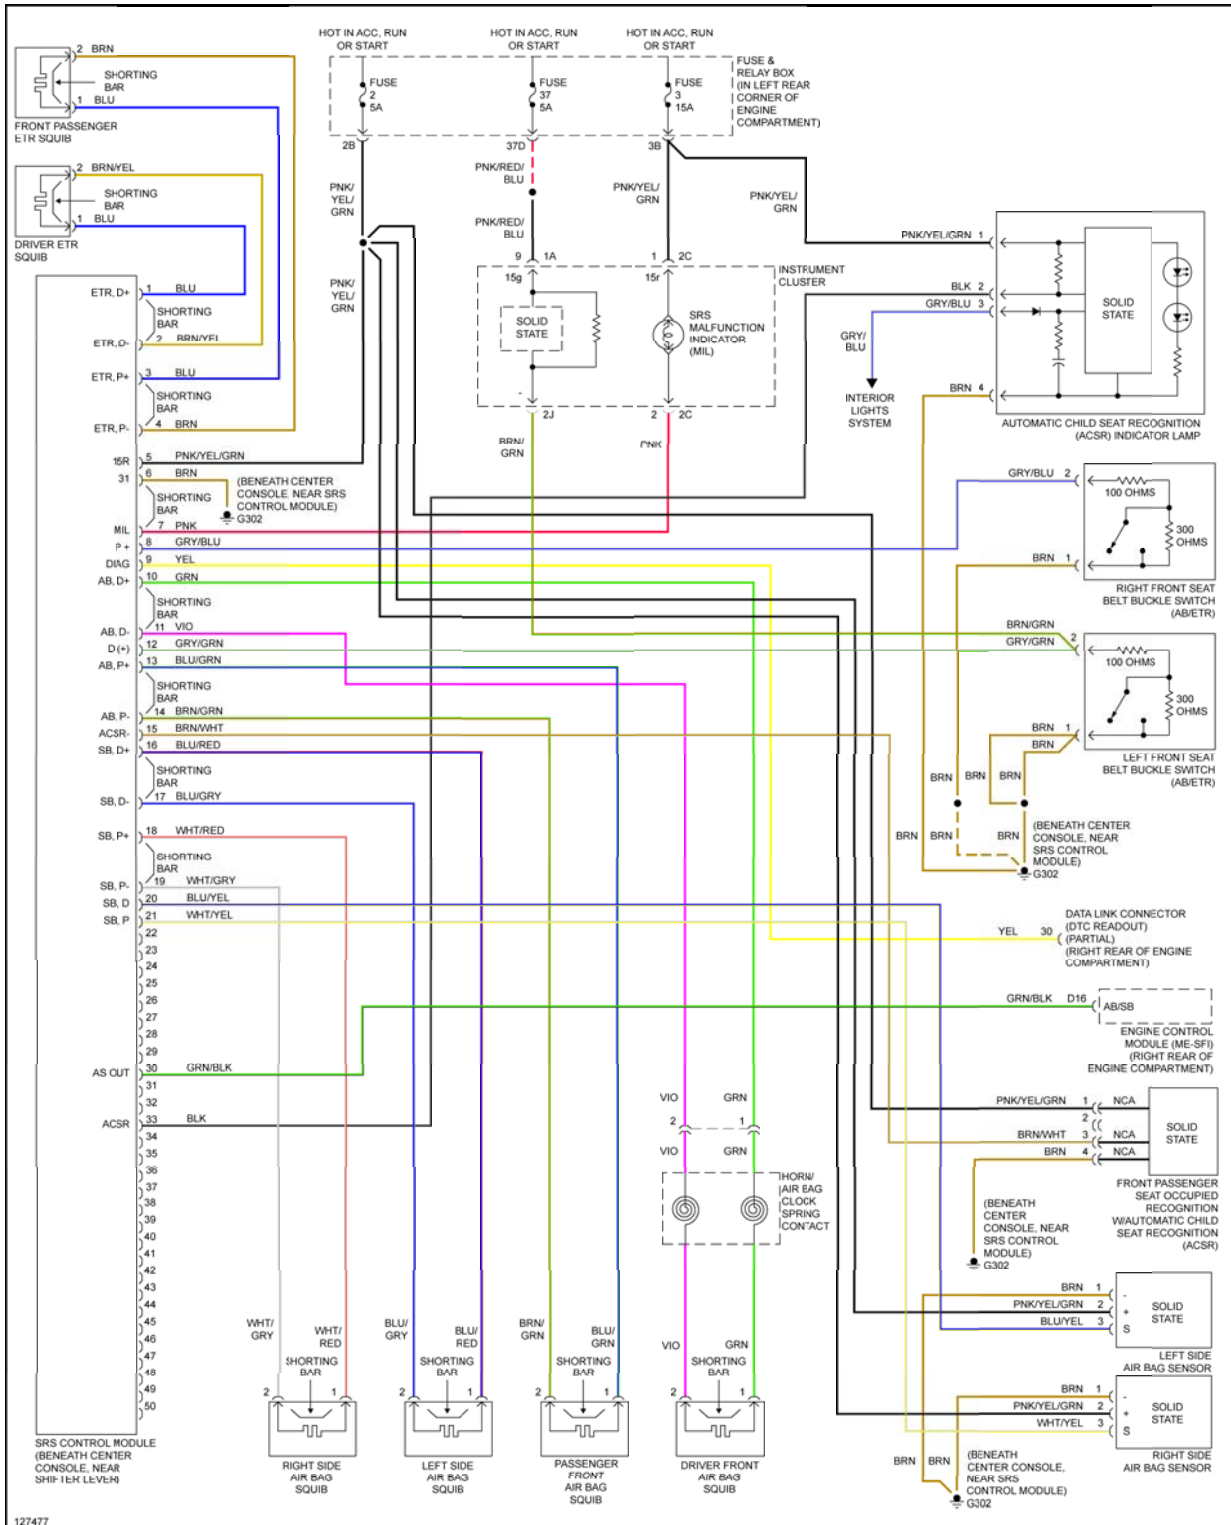 HOT IN ACC, RUN
OR START
HOT IN ACC, RUN
OR START
HOT IN ACC, RUN
OR START
FUSE
2
5A
FUSE
37
5A
FUSE
3
15A
FUSE &
RELAY BOX
(IN LEFT REAR
CORNER OF
ENGINE
COMPARTMENT)
2B
37D
3B
2 BRN
SHORTING
BAR
1 BLU
FRONT PASSENGER
ETR SQUIB
2 BRN/YEL
SHORTING
BAR
1 BLU
DRIVER ETR
SQUIB
PNK/
YEL/
GRN
PNK/RED/
BLU
PNK/YEL/
GRN
PNK/YEL/
GRN
PNK/RED/
BLU
PNK/
YEL/
GRN
9 1A
15g
1 2C
15r
INSTRUMENT
CLUSTER
SOLID
STATE
SRS
MALFUNCTION
INDICATOR
(MIL)
-
2J
2 2C
BRN/
GRN
PNK
PNK/YEL/GRN 1
BLK 2
GRY/BLU 3
BRN 4
SOLID
STATE
GRY/
BLU
INTERIOR
LIGHTS
SYSTEM
AUTOMATIC CHILD SEAT RECOGNITION
(ACSR) INDICATOR LAMP
ETR, D+ 1 BLU
SHORTING
BAR
ETR, D- 2 BRN/YEL
ETR, P+ 3 BLU
SHORTING
BAR
ETR, P- 4 BRN
15R 5 PNK/YEL/GRN
31 6 BRN
(BENEATH CENTER
CONSOLE, NEAR SRS
CONTROL MODULE)
G302
SHORTING
BAR
MIL 7 PNK
P + 8 GRY/BLU
DIAG 9 YEL
AB, D+ 10 GRN
SHORTING
BAR
AB, D- 11 VIO
D (+) 12 GRY/GRN
AB, P+ 13 BLU/GRN
SHORTING
BAR
AB, P- 14 BRN/GRN
ACSR- 15 BRN/WHT
SB, D+ 16 BLU/RED
SHORTING
BAR
SB, D- 17 BLU/GRY
SB, P+ 18 WHT/RED
SHORTING
BAR
SB, P- 19 WHT/GRY
SB, D 20 BLU/YEL
SB, P 21 WHT/YEL
22
23
24
25
26
27
28
29
AS OUT 30 GRN/BLK
31
32
ACSR 33 BLK
34
35
36
37
38
39
40
41
42
43
44
45
46
47
48
49
50
SRS CONTROL MODULE
(BENEATH CENTER
CONSOLE, NEAR
SHIFTER LEVER)
GRY/BLU 2
100 OHMS
300
OHMS
BRN 1
RIGHT FRONT SEAT
BELT BUCKLE SWITCH
(AB/ETR)
BRN/GRN
GRY/GRN 2
100 OHMS
300
OHMS
BRN 1
BRN
LEFT FRONT SEAT
BELT BUCKLE SWITCH
(AB/ETR)
BRN
BRN
BRN
BRN
BRN
BRN
(BENEATH CENTER
CONSOLE, NEAR
SRS CONTROL
MODULE)
G302
YEL 30
DATA LINK CONNECTOR
(DTC READOUT)
(PARTIAL)
(RIGHT REAR OF ENGINE
COMPARTMENT)
GRN/BLK D16
AB/SB
ENGINE CONTROL
MODULE (ME-SFI)
(RIGHT REAR OF
ENGINE COMPARTMENT)
PNK/YEL/GRN 1 NCA
2
BRN/WHT 3 NCA
BRN 4 NCA
SOLID
STATE
FRONT PASSENGER
SEAT OCCUPIED
RECOGNITION
W/AUTOMATIC CHILD
SEAT RECOGNITION
(ACSR)
(BENEATH
CENTER
CONSOLE, NEAR
SRS CONTROL
MODULE)
G302
VIO GRN
2 1
VIO GRN
HORN/
AIR BAG
CLOCK
SPRING
CONTACT
BRN 1 -
PNK/YEL/GRN 2 +
BLU/YEL 3 S
SOLID
STATE
LEFT SIDE
AIR BAG SENSOR
BRN 1 -
PNK/YEL/GRN 2 +
WHT/YEL 3 S
SOLID
STATE
RIGHT SIDE
AIR BAG SENSOR
BRN BRN
(BENEATH
CENTER CONSOLE,
NEAR SRS
CONTROL MODULE)
G302
WHT/
GRY
WHT/
RED
SHORTING
BAR
2 1
RIGHT SIDE
AIR BAG
SQUIB
BLU/
GRY
BLU/
RED
SHORTING
BAR
2 1
LEFT SIDE
AIR BAG
SQUIB
BRN/
GRN
BLU/
GRN
SHORTING
BAR
2 1
PASSENGER
FRONT
AIR BAG
SQUIB
VIO
GRN
SHORTING
BAR
2 1
DRIVER FRONT
AIR BAG
SQUIB
127477